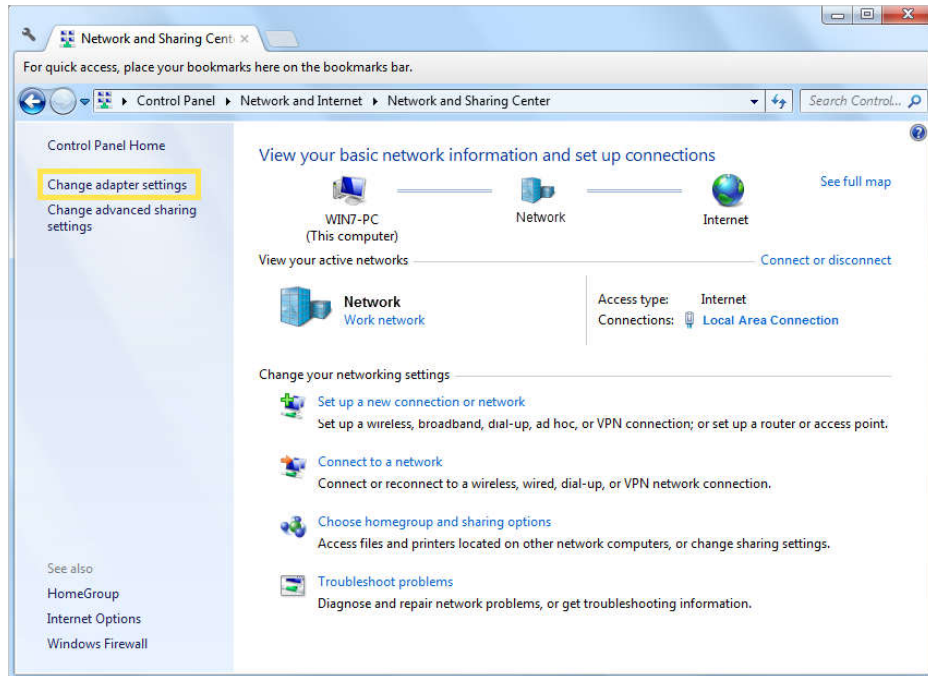 Network and Sharing Cent
For quick access, place your bookmarks here on the bookmarks bar.
Control Panel Network and Internet Network and Sharing Center
Search Control...
Control Panel Home
Change adapter settings
Change advanced sharing
settings
View your basic network information and set up connections
See full map
WIN7-PC
(This computer)
Network
Internet
View your active networks
Connect or disconnect
Network
Work network
Access type: Internet
Connections: Local Area Connection
Change your networking settings
Set up a new connection or network
Set up a wireless, broadband, dial-up, ad hoc, or VPN connection; or set up a router or access point.
Connect to a network
Connect or reconnect to a wireless, wired, dial-up, or VPN network connection.
Choose homegroup and sharing options
Access files and printers located on other network computers, or change sharing settings.
Troubleshoot problems
Diagnose and repair network problems, or get troubleshooting information.
See also
HomeGroup
Internet Options
Windows Firewall